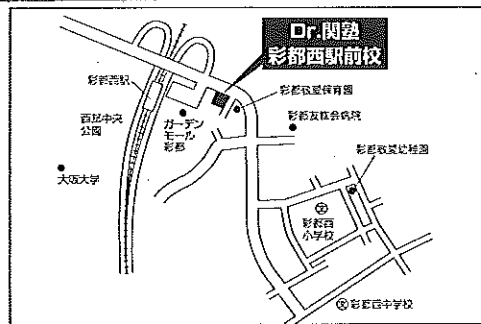 Dr.関塾
彩都西駅前校
彩都西駅
彩都敬愛保育園
西部中央
公園
ガーデン
モール
彩都
彩都友紘会病院
大阪大学
彩都敬愛幼稚園
文
彩都西
小学校
文 彩都西中学校